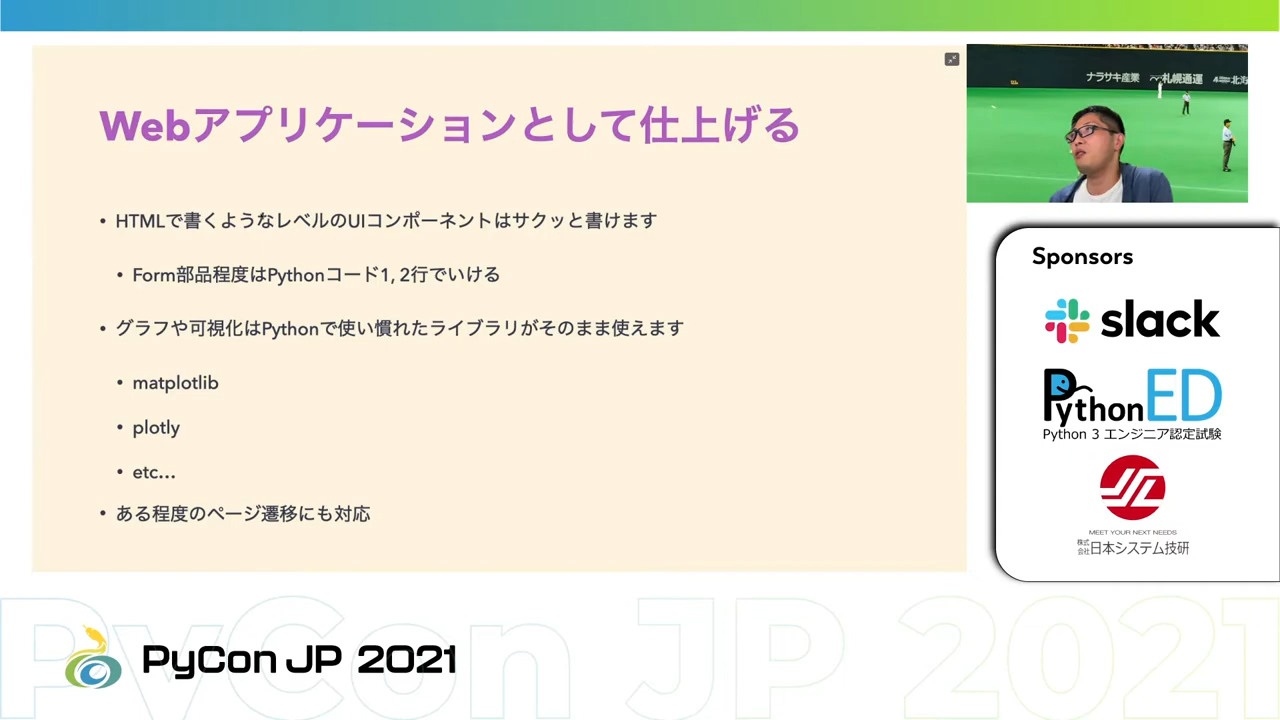 Webアプリケーションとして仕上げる
• HTMLで書くようなレベルのUIコンポーネントはサクッと書けます
• Form部品程度はPythonコード1, 2行でいける
• グラフや可視化はPythonで使い慣れたライブラリがそのまま使えます
• matplotlib
• plotly
• etc...
• ある程度のページ遷移にも対応
ナラサキ産業
札幌通運
Sponsors
slack
PythonED
Python 3 エンジニア認定試験
MEET YOUR NEXT NEEDS
株式会社日本システム技研
PyCon JP 2021
PyCon JP 2021